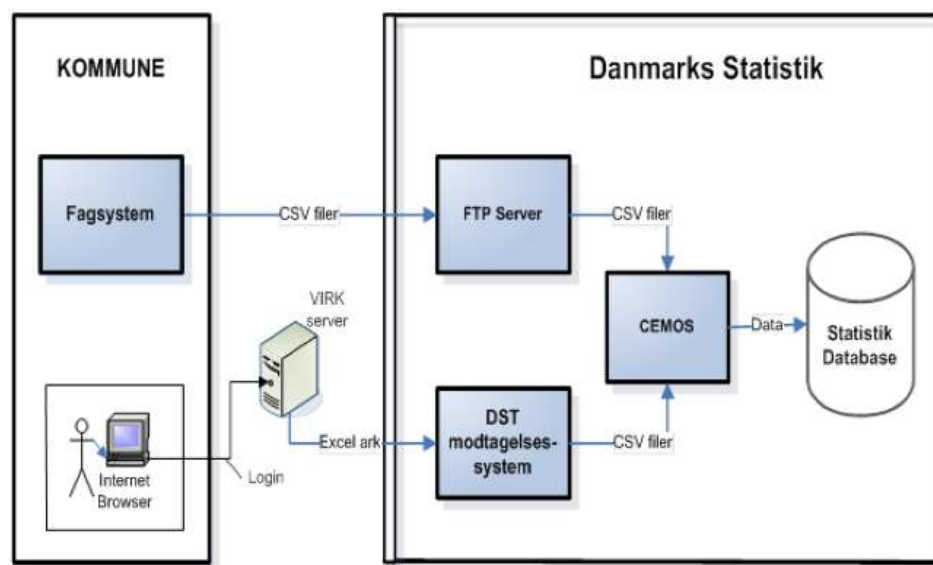 KOMMUNE
Danmarks Statistik
Fagsystem
CSV filer
FTP Server
CSV filer
VIRK
server
CEMOS
Data
Statistik
Database
Internet
Browser
Login
Excel ark
DST
modtagelses-
system
CSV filer